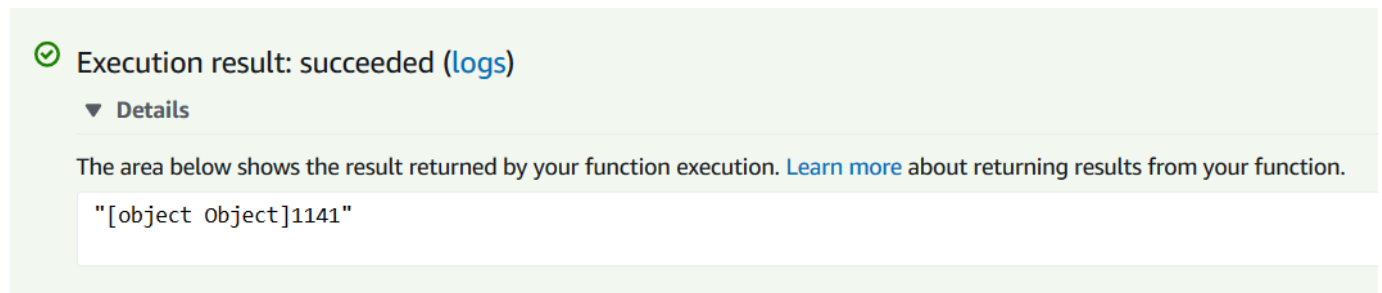 Execution result: succeeded (logs)
Details
The area below shows the result returned by your function execution. Learn more about returning results from your function.
"[object Object]1141"